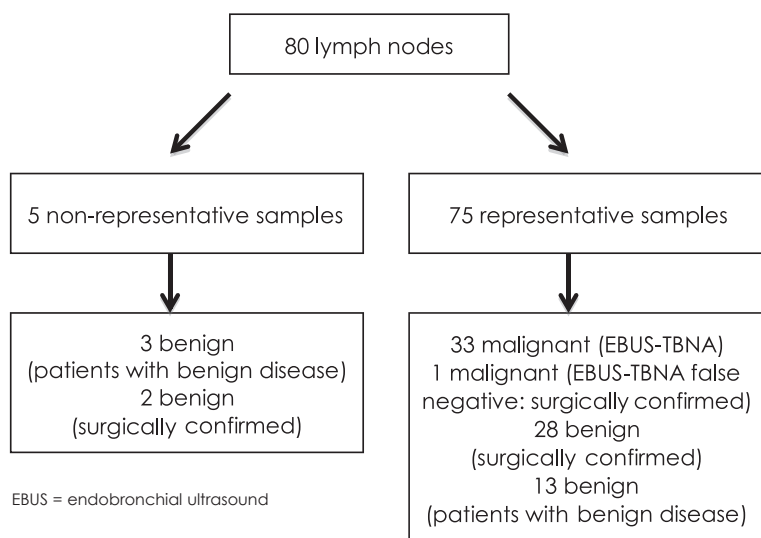 80 lymph nodes
5 non-representative samples
75 representative samples
3 benign
(patients with benign disease)
2 benign
(surgically confirmed)
33 malignant (EBUS-TBNA)
1 malignant (EBUS-TBNA false
negative: surgically confirmed)
28 benign
(surgically confirmed)
13 benign
(patients with benign disease)
EBUS = endobronchial ultrasound